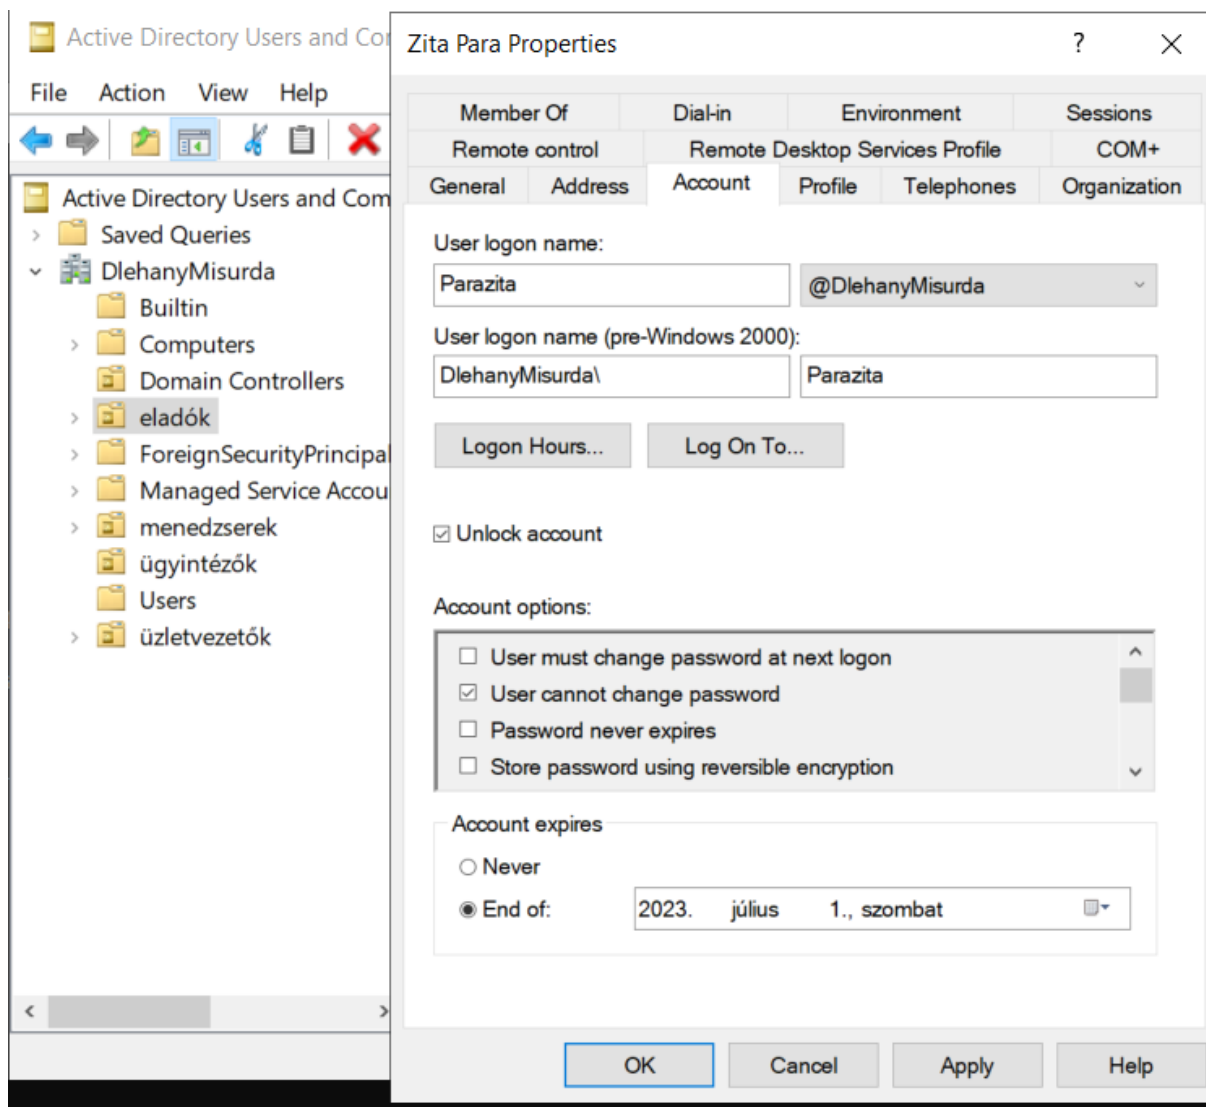 Active Directory Users and Co
File Action View Help
Active Directory Users and Com
Saved Queries
DlehanyMisurda
Builtin
Computers
Domain Controllers
eladók
ForeignSecurityPrincipal
Managed Service Accou
menedzserek
ügyintézők
Users
üzletvezetők
Zita Para Properties
?
Member Of Dial-in Environment Sessions
Remote control Remote Desktop Services Profile COM+
General Address Account Profile Telephones Organization
User logon name:
Parazita @DlehanyMisurda
User logon name (pre-Windows 2000):
DlehanyMisurda\ Parazita
Logon Hours... Log On To...
Unlock account
Account options:
User must change password at next logon
User cannot change password
Password never expires
Store password using reversible encryption
Account expires
Never
End of: 2023. július 1., szombat
OK Cancel Apply Help